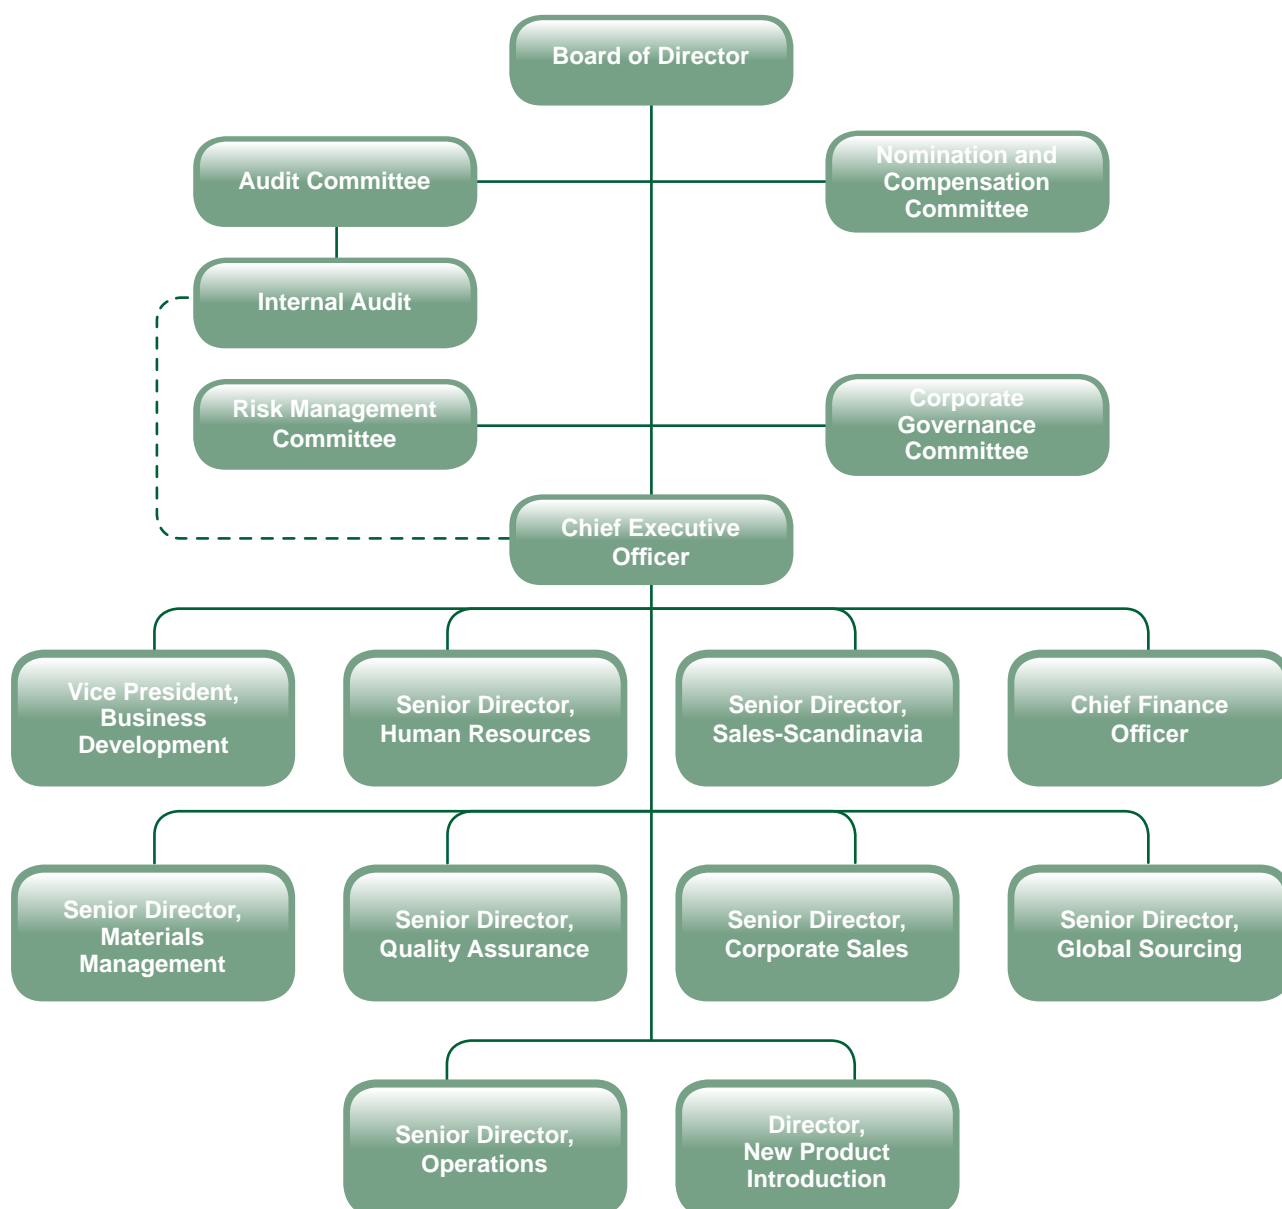 Board of Director
Audit Committee
Nomination and
Compensation
Committee
Internal Audit
Risk Management
Committee
Corporate
Governance
Committee
Chief Executive
Officer
Vice President,
Business
Development
Senior Director,
Human Resources
Senior Director,
Sales-Scandinavia
Chief Finance
Officer
Senior Director,
Materials
Management
Senior Director,
Quality Assurance
Senior Director,
Corporate Sales
Senior Director,
Global Sourcing
Senior Director,
Operations
Director,
New Product
Introduction